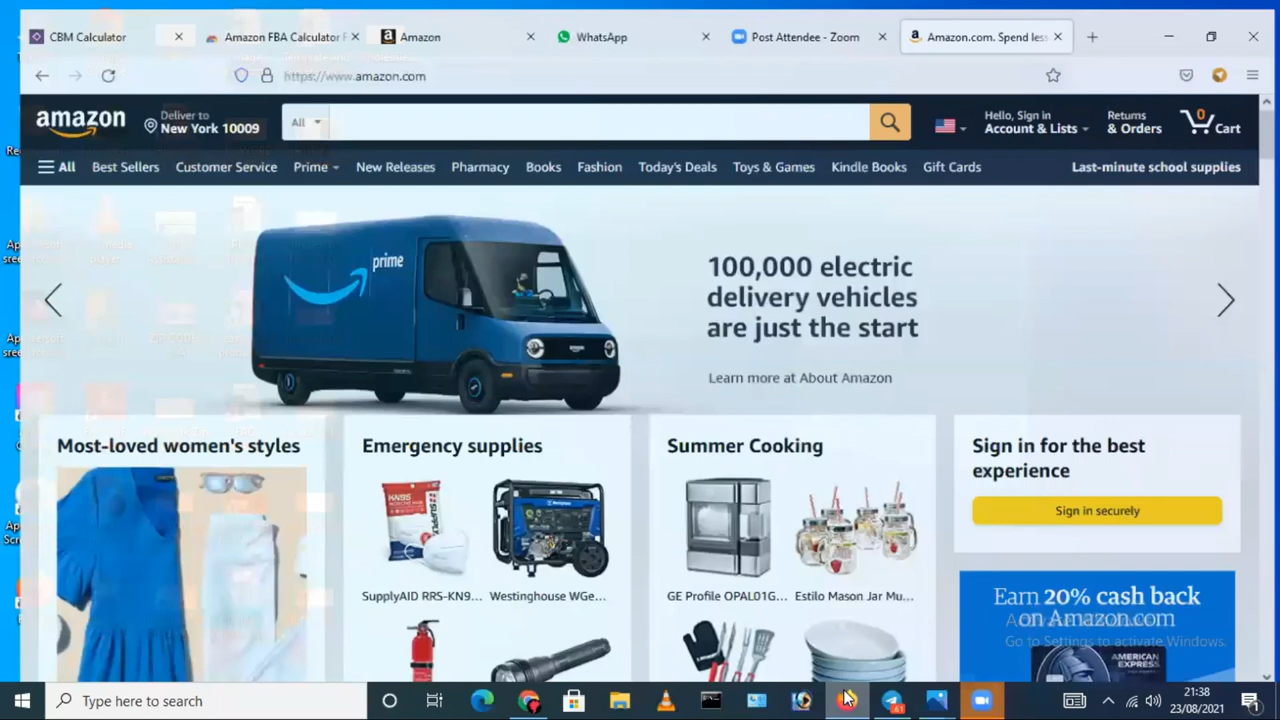 CBM Calculator
Amazon FBA Calculator F
Amazon
WhatsApp
Post Attendee - Zoom
Amazon.com. Spend less
https://www.amazon.com
amazon
Deliver to
New York 10009
All
Hello, Sign in
Account & Lists
Returns
& Orders
0
Cart
All
Best Sellers
Customer Service
Prime
New Releases
Pharmacy
Books
Fashion
Today's Deals
Toys & Games
Kindle Books
Gift Cards
Last-minute school supplies
prime
100,000 electric
delivery vehicles
are just the start
Learn more at About Amazon
Most-loved women's styles
Emergency supplies
Summer Cooking
Sign in for the best
experience
Sign in securely
KN95
SupplyAID RRS-KN9...
Westinghouse WGe...
GE Profile OPAL01G...
Estilo Mason Jar Mu...
Earn 20% cash back
on Amazon.com
Activate Windows
Go to Settings to activate Windows.
AMERICAN
EXPRESS
Type here to search
61
21:38
23/08/2021
1